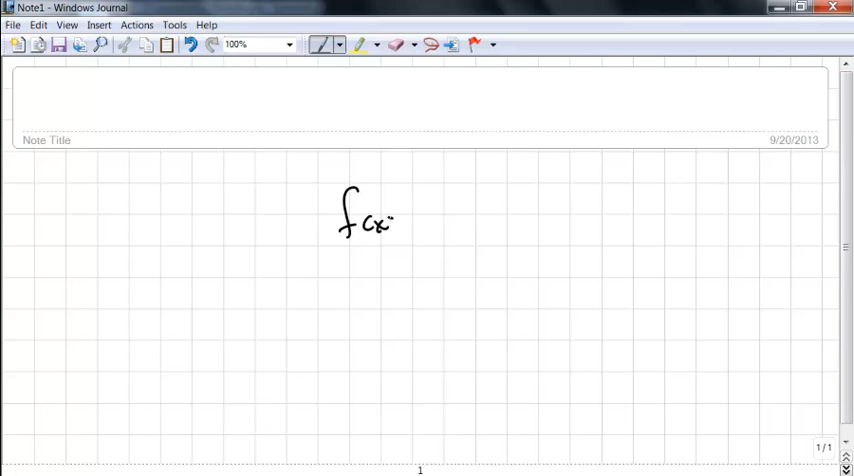 Note1 - Windows Journal
File Edit View Insert Actions Tools Help
100%
Note Title 9/20/2013
f(x
1 / 1
1